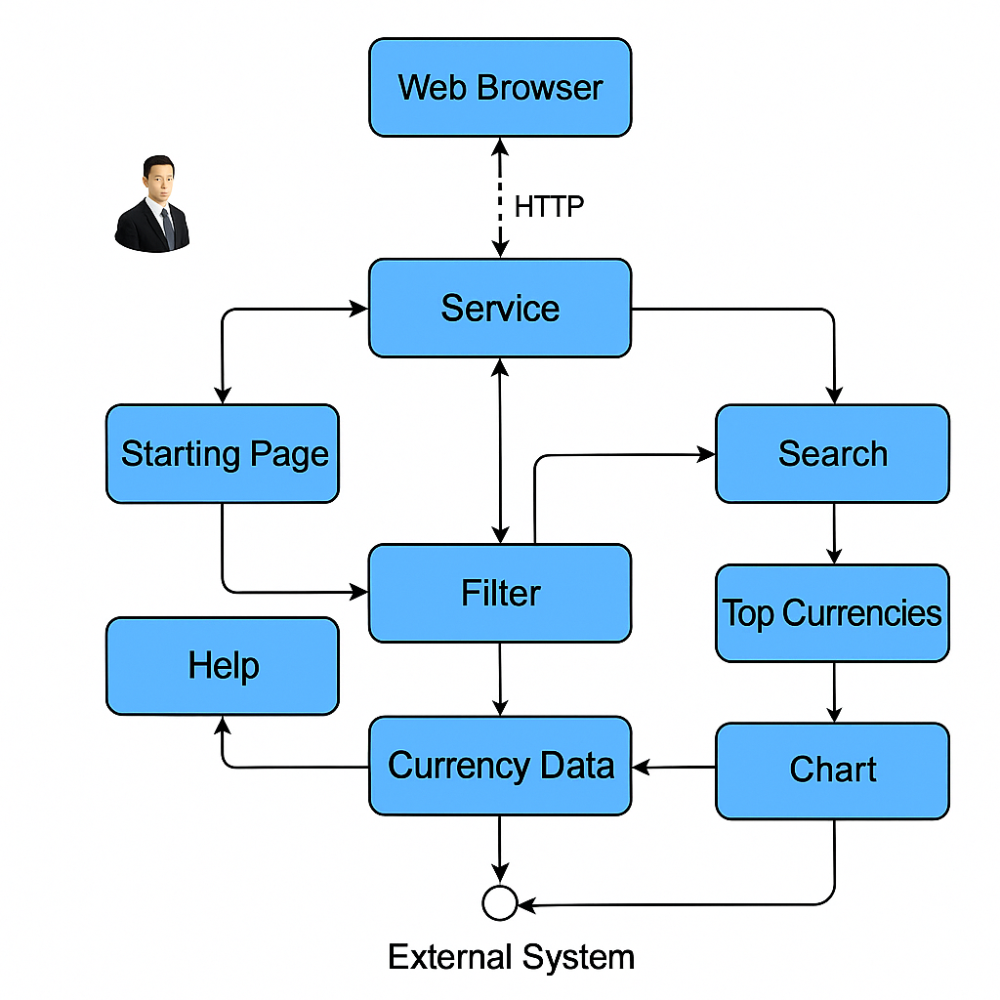 Web Browser
HTTP
Service
Starting Page
Search
Filter
Top Currencies
Help
Currency Data
Chart
External System